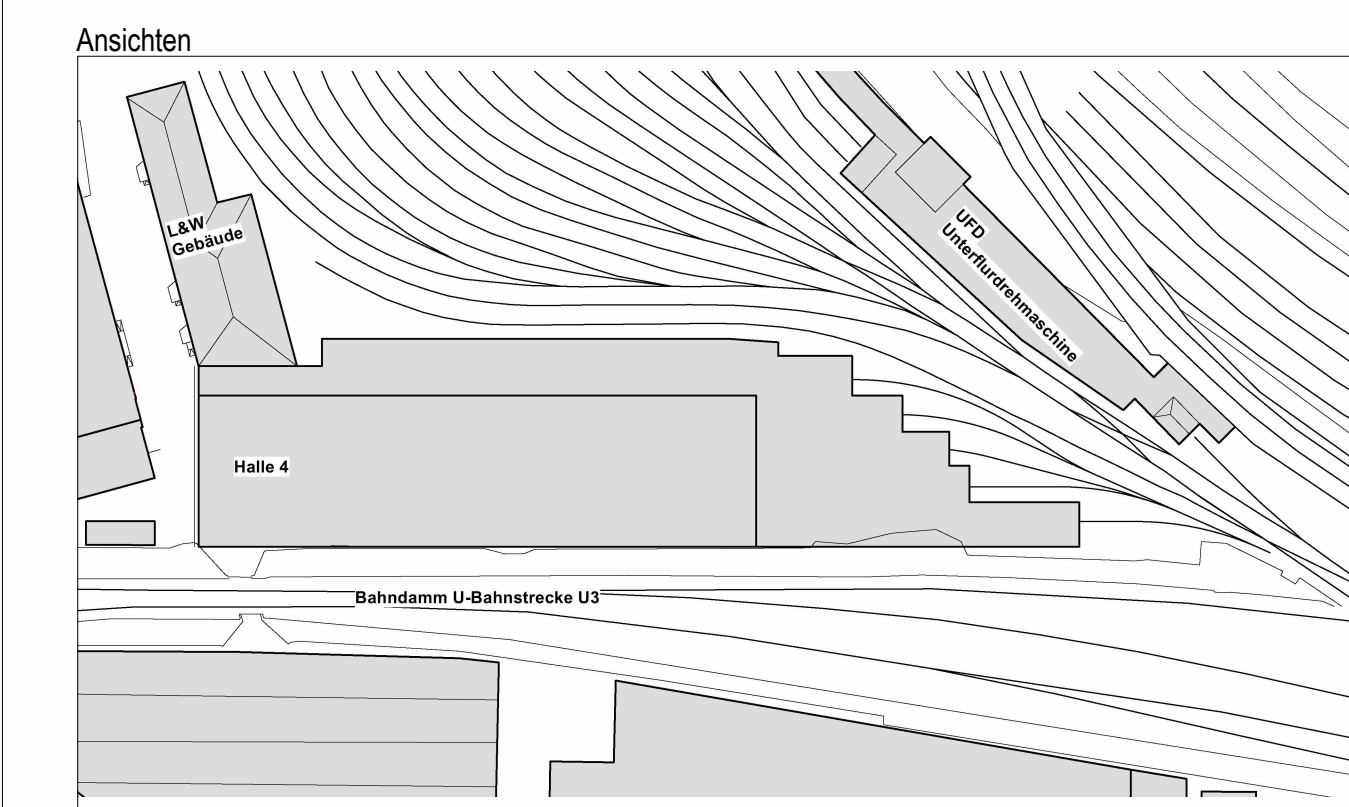 Ansichten
L&W
Gebäude
UFD
Unterflurdrehmaschine
Halle 4
Bahndamm U-Bahnstrecke U3